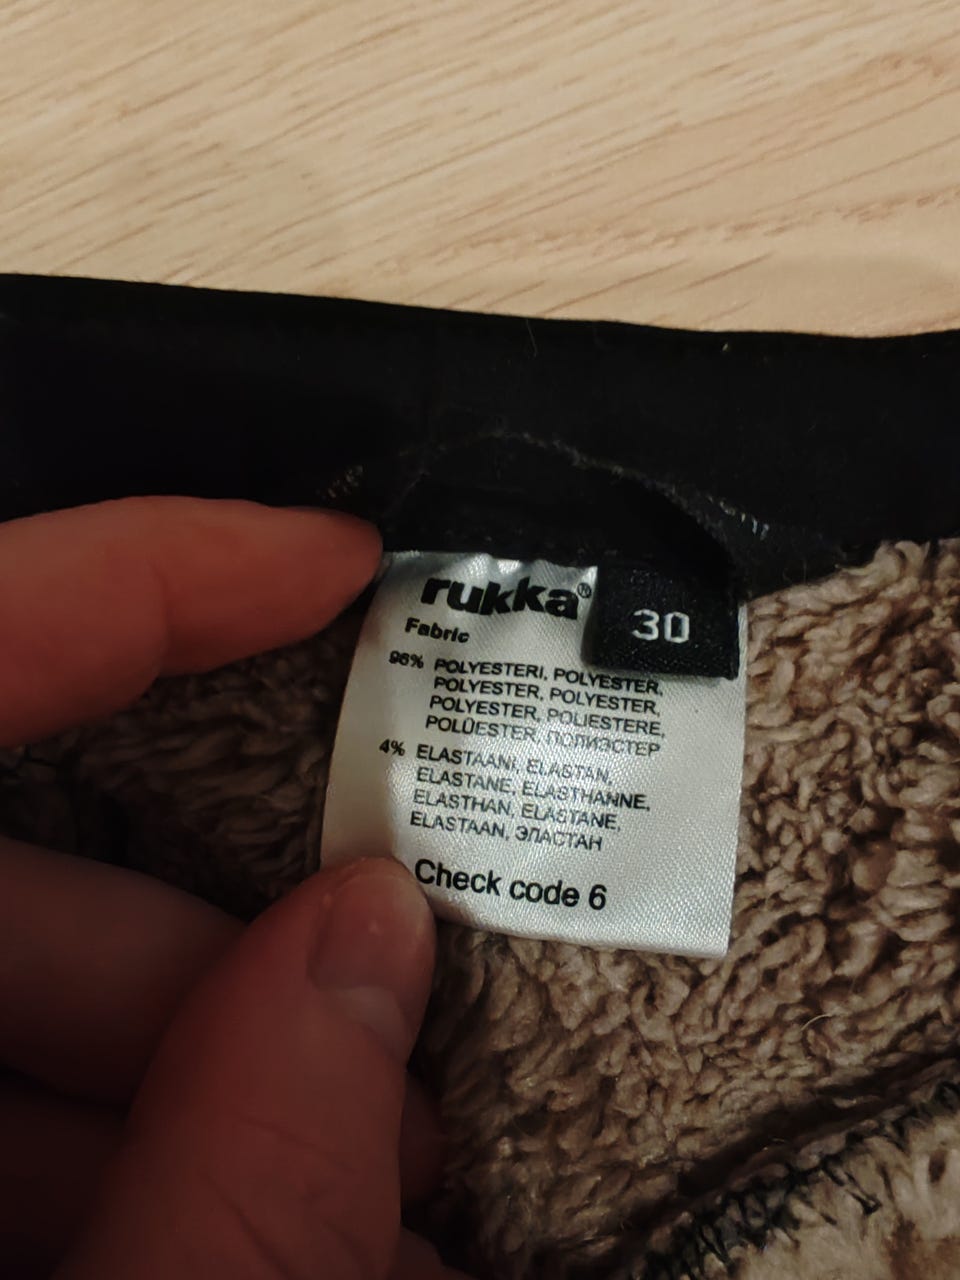 rukka®
30
Fabric
96% POLYESTERI, POLYESTER,
POLYESTER, POLYESTER,
POLYESTER, POLIESTERE,
POLÜESTER, ПОЛИЭСТЕР
4% ELASTAANI, ELASTAN,
ELASTANE, ELASTHANNE,
ELASTHAN, ELASTANE,
ELASTAAN, ЭЛАСТАН
Check code 6